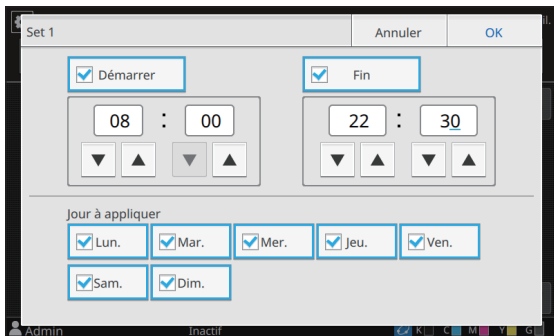 Set 1 Annuler OK
Démarrer Fin
08 : 00 22 : 30
Jour à appliquer
Lun. Mar. Mer. Jeu. Ven.
Sam. Dim.
Admin Inactif K C M Y G